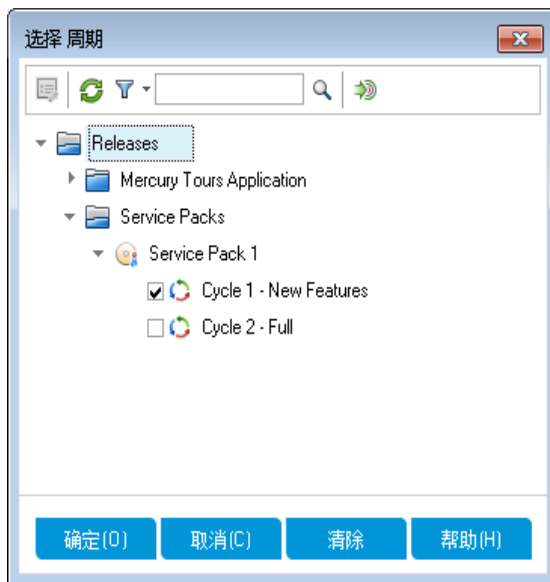 选择 周期
Releases
Mercury Tours Application
Service Packs
Service Pack 1
Cycle 1 - New Features
Cycle 2 - Full
确定(O) 取消(C) 清除 帮助(H)